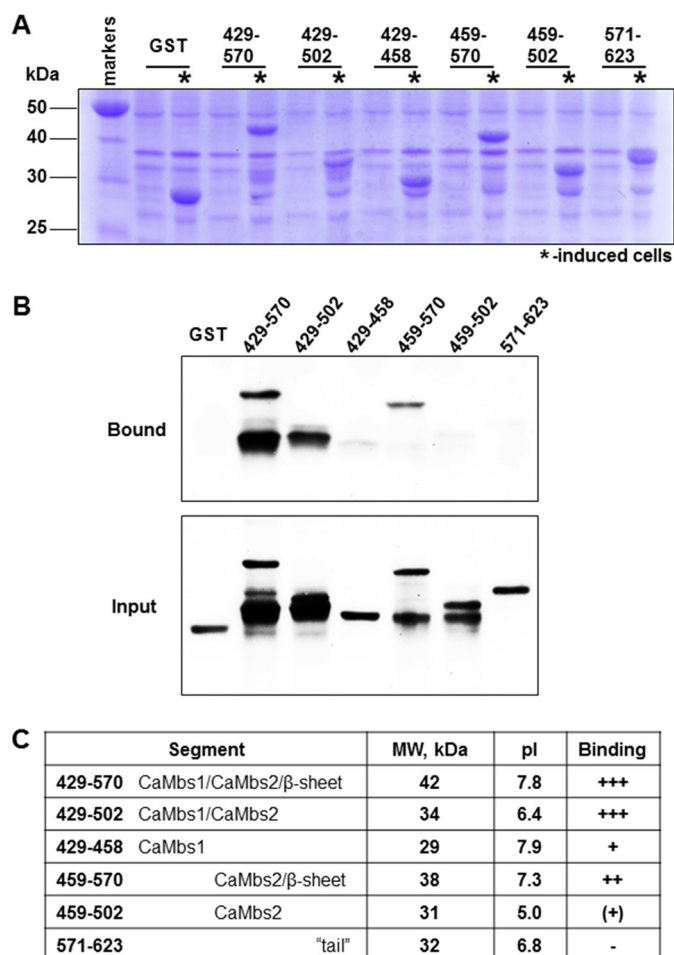 A
markers
GST
429-570
429-502
429-458
459-570
459-502
571-623
* * * * * * *
kDa
50
40
30
25
*-induced cells
B
GST
429-570
429-502
429-458
459-570
459-502
571-623
Bound
Input
C
Segment MW, kDa pI Binding
429-570 CaMbs1/CaMbs2/β-sheet 42 7.8 +++
429-502 CaMbs1/CaMbs2 34 6.4 +++
429-458 CaMbs1 29 7.9 +
459-570 CaMbs2/β-sheet 38 7.3 ++
459-502 CaMbs2 31 5.0 (+)
571-623 "tail" 32 6.8 -